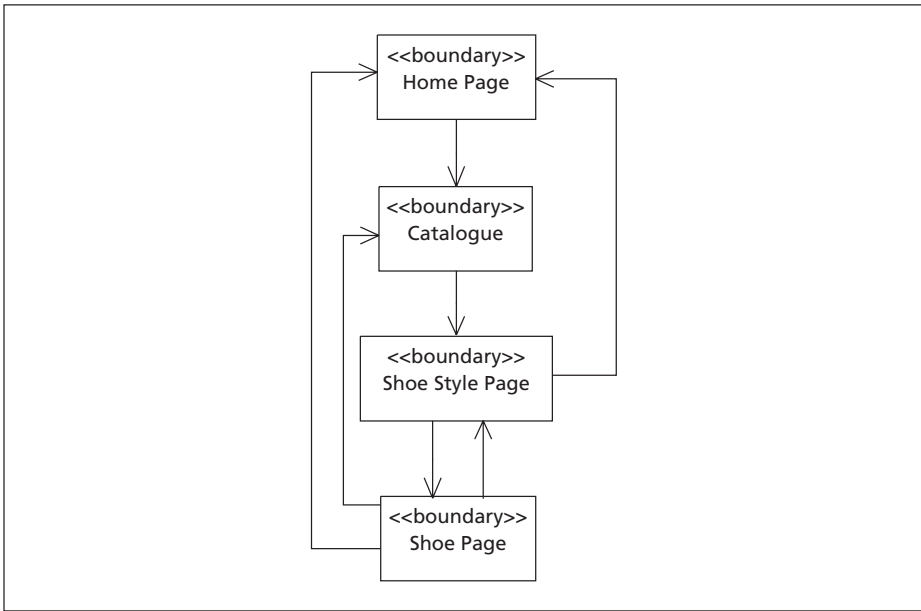 <<boundary>>
Home Page
<<boundary>>
Catalogue
<<boundary>>
Shoe Style Page
<<boundary>>
Shoe Page